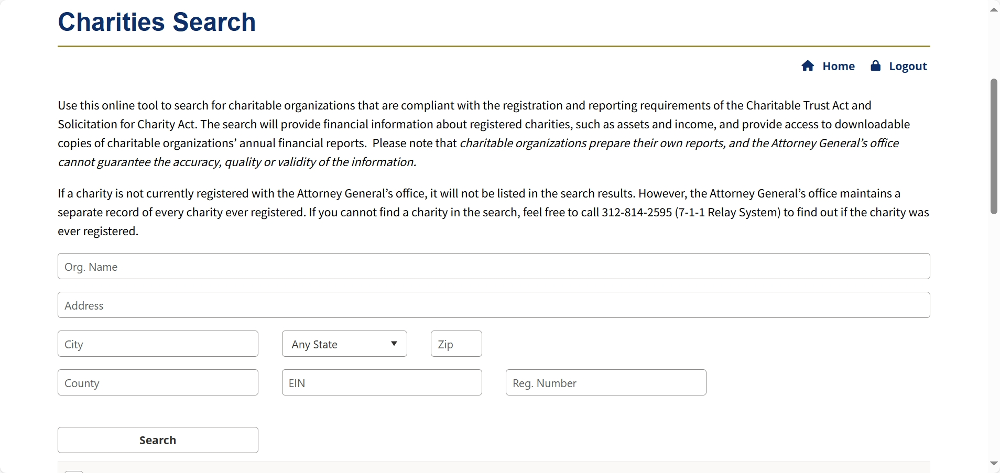 Charities Search
Home Logout
Use this online tool to search for charitable organizations that are compliant with the registration and reporting requirements of the Charitable Trust Act and
Solicitation for Charity Act. The search will provide financial information about registered charities, such as assets and income, and provide access to downloadable
copies of charitable organizations’ annual financial reports.  Please note that charitable organizations prepare their own reports, and the Attorney General’s office
cannot guarantee the accuracy, quality or validity of the information.
If a charity is not currently registered with the Attorney General’s office, it will not be listed in the search results. However, the Attorney General’s office maintains a
separate record of every charity ever registered. If you cannot find a charity in the search, feel free to call 312-814-2595 (7-1-1 Relay System) to find out if the charity was
ever registered.
Org. Name
Address
City Any State Zip
County EIN Reg. Number
Search